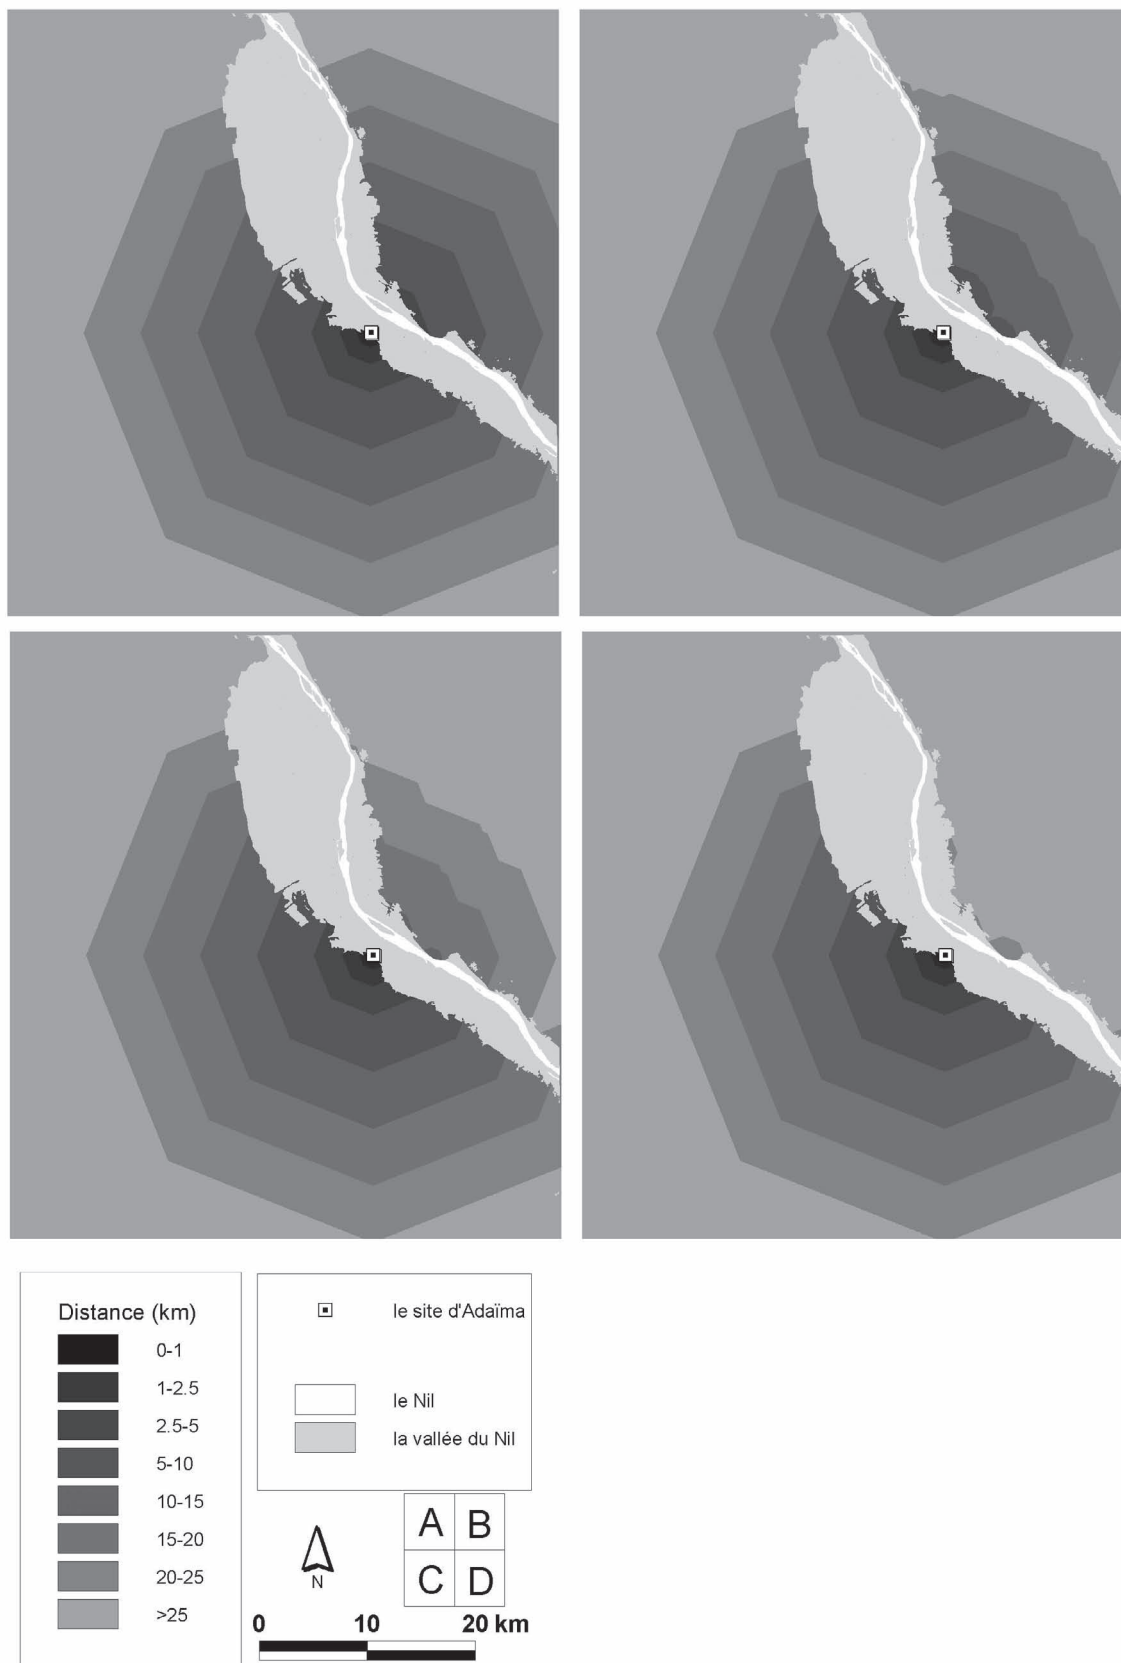 Distance (km)
0-1
1-2.5
2.5-5
5-10
10-15
15-20
20-25
>25
le site d'Adaïma
le Nil
la vallée du Nil
N
A B
C D
0 10 20 km